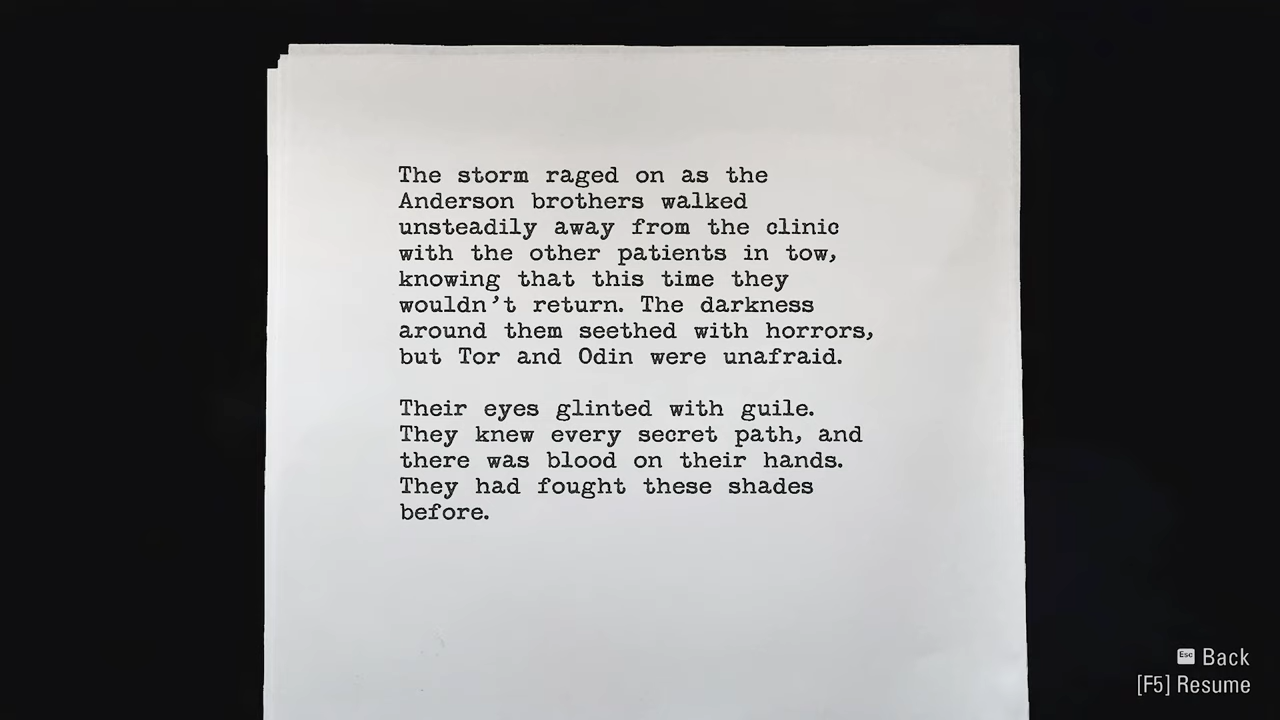 The storm raged on as the
Anderson brothers walked
unsteadily away from the clinic
with the other patients in tow,
knowing that this time they
wouldn't return. The darkness
around them seethed with horrors,
but Tor and Odin were unafraid.
Their eyes glinted with guile.
They knew every secret path, and
there was blood on their hands.
They had fought these shades
before.
Esc Back
[F5] Resume